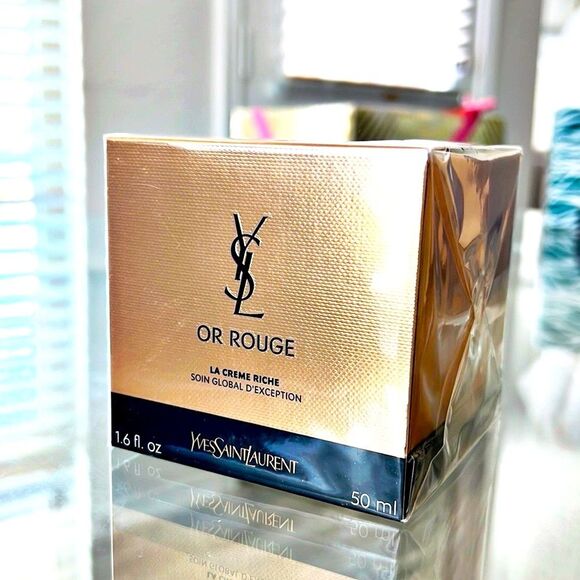 YSL
OR ROUGE
LA CREME RICHE
SOIN GLOBAL D'EXCEPTION
1.6 fl. oz
YVESSAINTLAURENT
50 ml